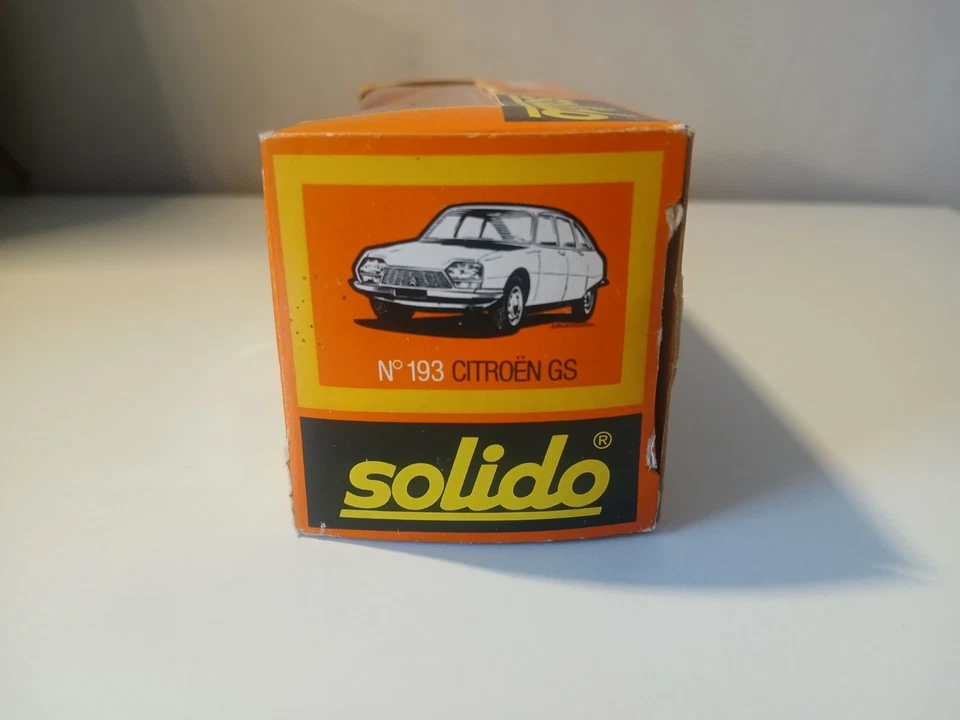 N° 193 CITROËN GS
solido ®